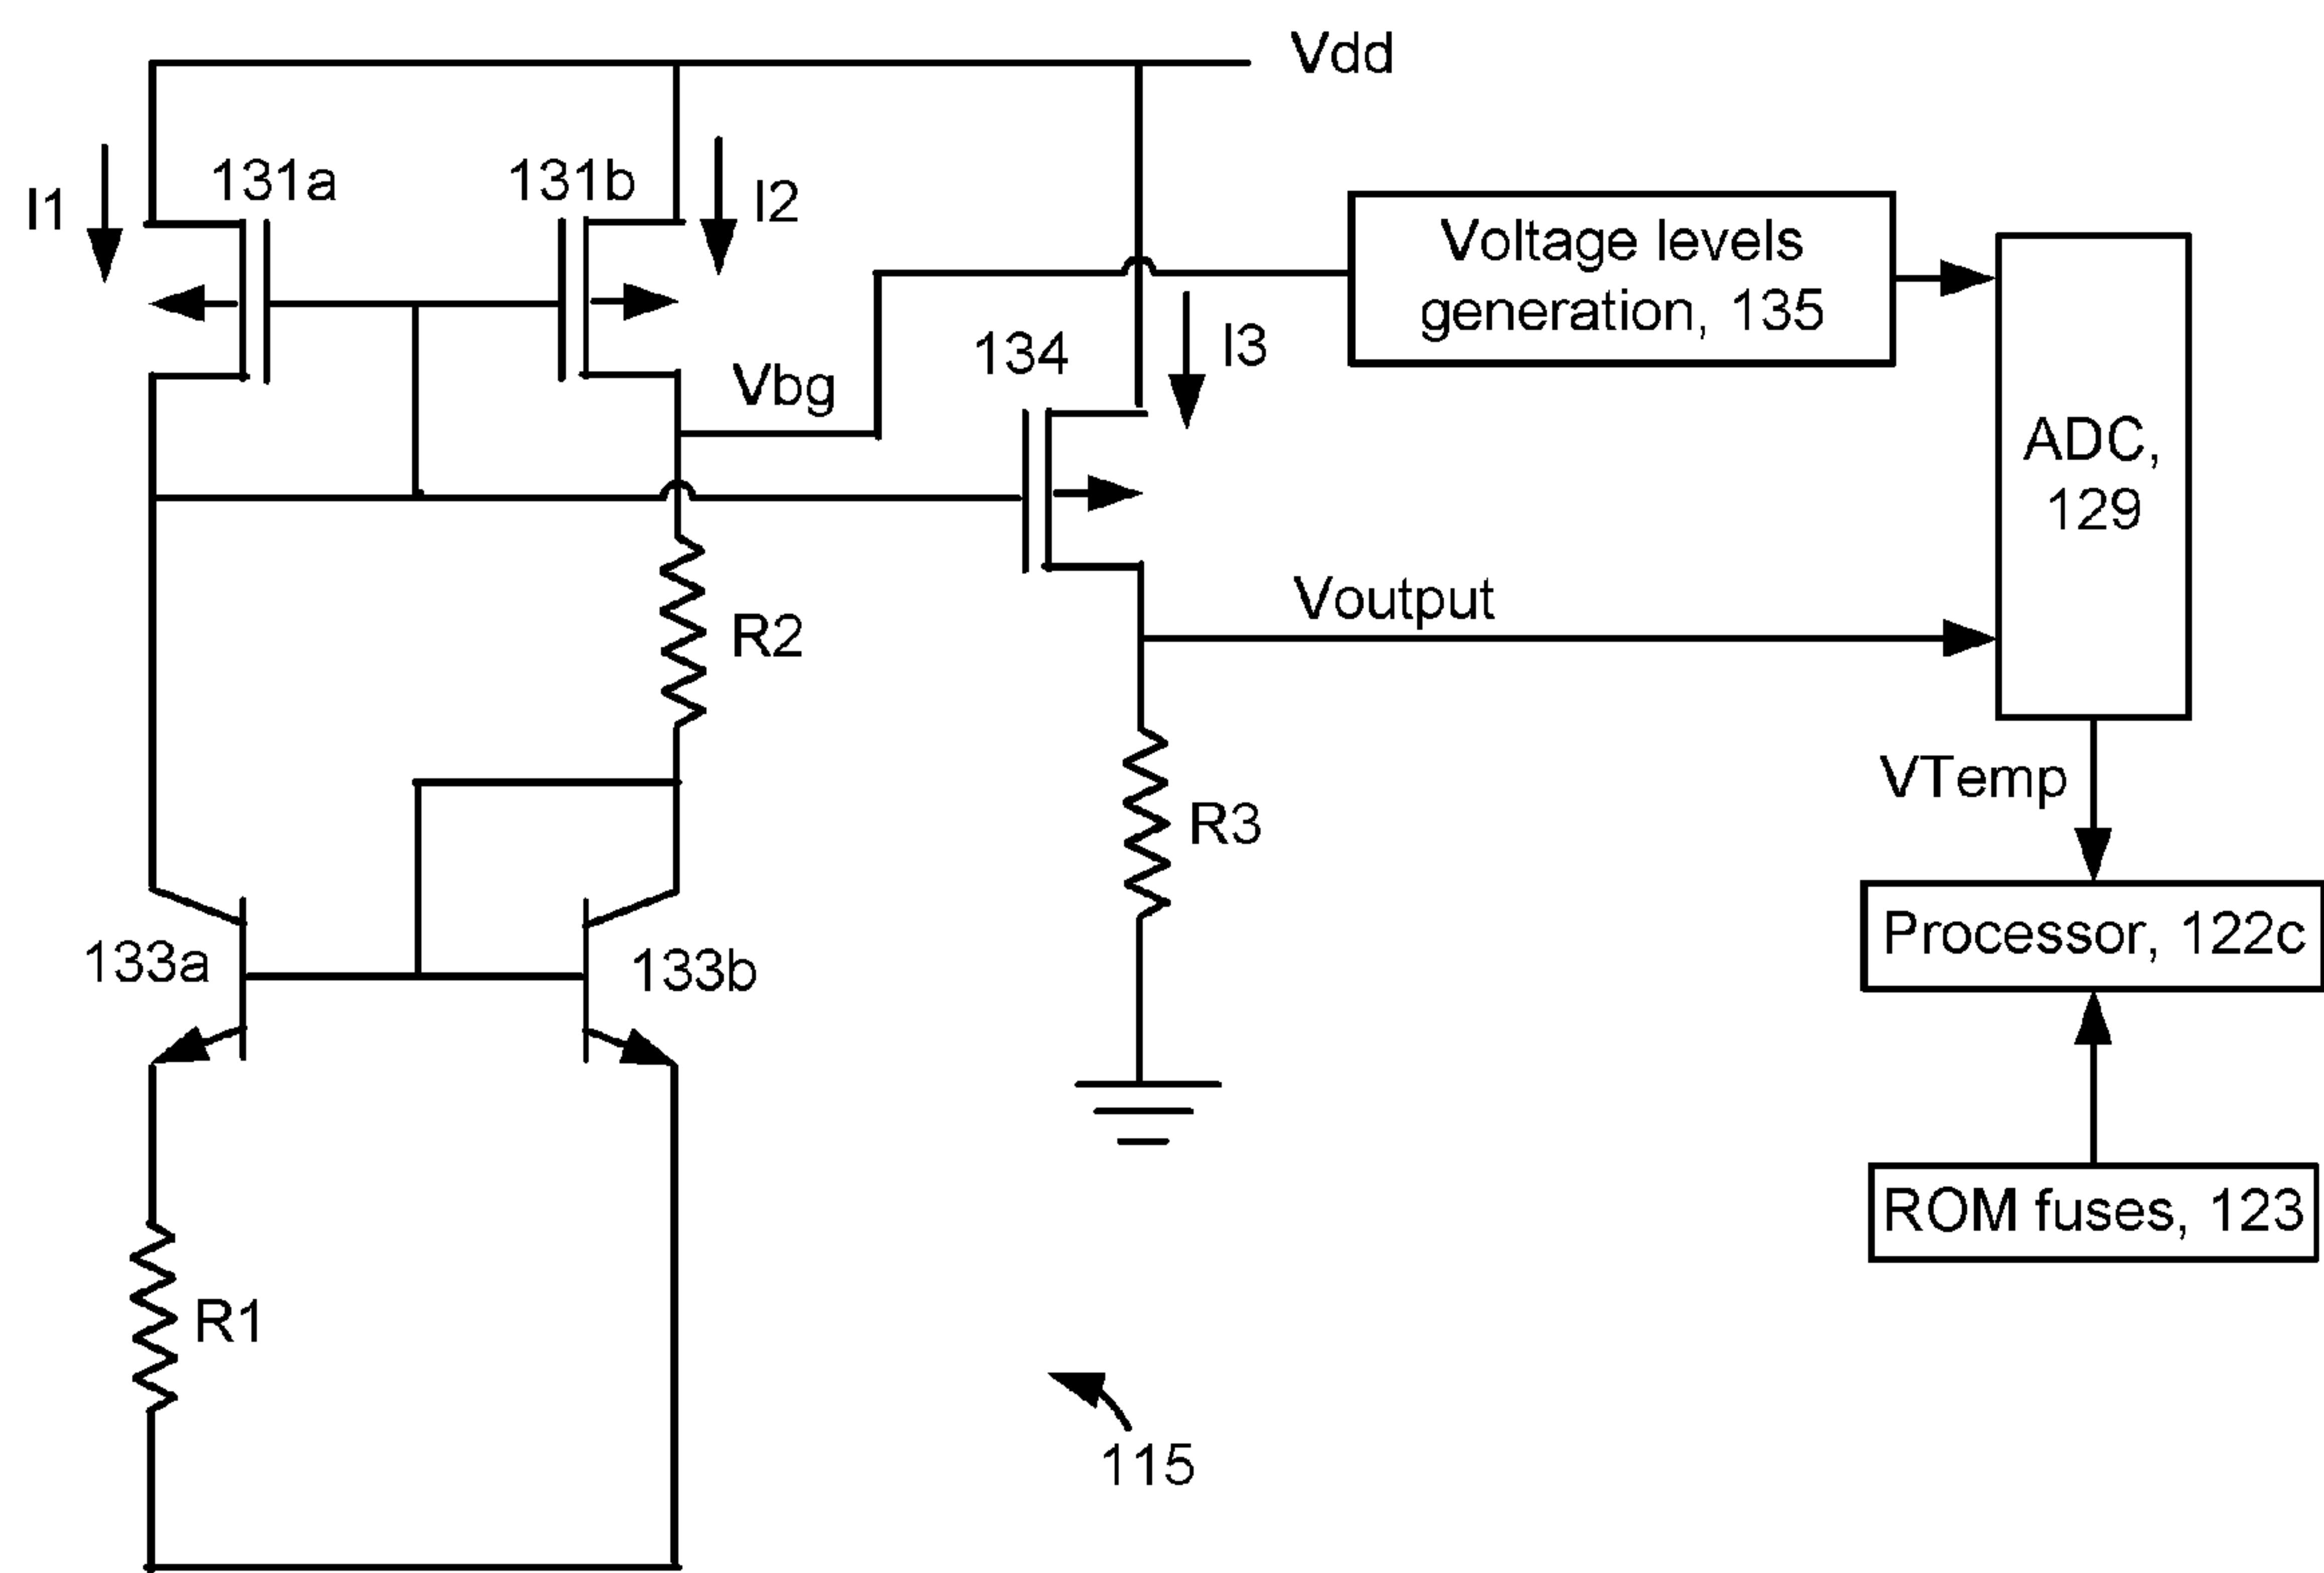 Vdd
I1
131a
131b
I2
Voltage levels
generation, 135
134
I3
Vbg
ADC,
129
Voutput
R2
VTemp
R3
133a
133b
Processor, 122c
ROM fuses, 123
R1
115